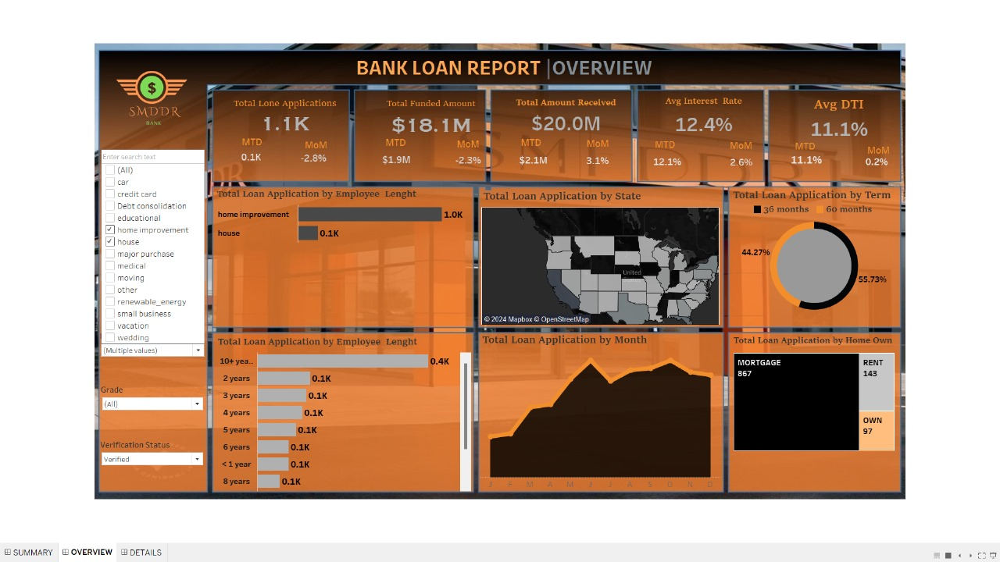 BANK LOAN REPORT |OVERVIEW
$
SMDDR
BANK
Total Lone Applications
1.1K
MTD
MoM
0.1K
-2.8%
Total Funded Amount
$18.1M
MTD
MoM
$1.9M
-2.3%
Total Amount Received
$20.0M
MTD
MoM
$2.1M
3.1%
Avg Interest Rate
12.4%
MTD
MoM
12.1%
2.6%
Avg DTI
11.1%
MTD
MoM
11.1%
0.2%
Enter search text
(All)
car
credit card
Debt consolidation
educational
home improvement
house
major purchase
medical
moving
other
renewable_energy
small business
vacation
wedding
(Multiple values)
Grade
(All)
Verification Status
Verified
Total Loan Application by Employee Lenght
home improvement
1.0K
house
0.1K
Total Loan Application by State
United
© 2024 Mapbox © OpenStreetMap
Total Loan Application by Term
36 months
60 months
44.27%
55.73%
Total Loan Application by Employee Lenght
10+ yea..
0.4K
2 years
0.1K
3 years
0.1K
4 years
0.1K
5 years
0.1K
6 years
0.1K
< 1 year
0.1K
8 years
0.1K
Total Loan Application by Month
J F M A M J J A S O N D
Total Loan Application by Home Own
MORTGAGE
867
RENT
143
OWN
97
SUMMARY
OVERVIEW
DETAILS